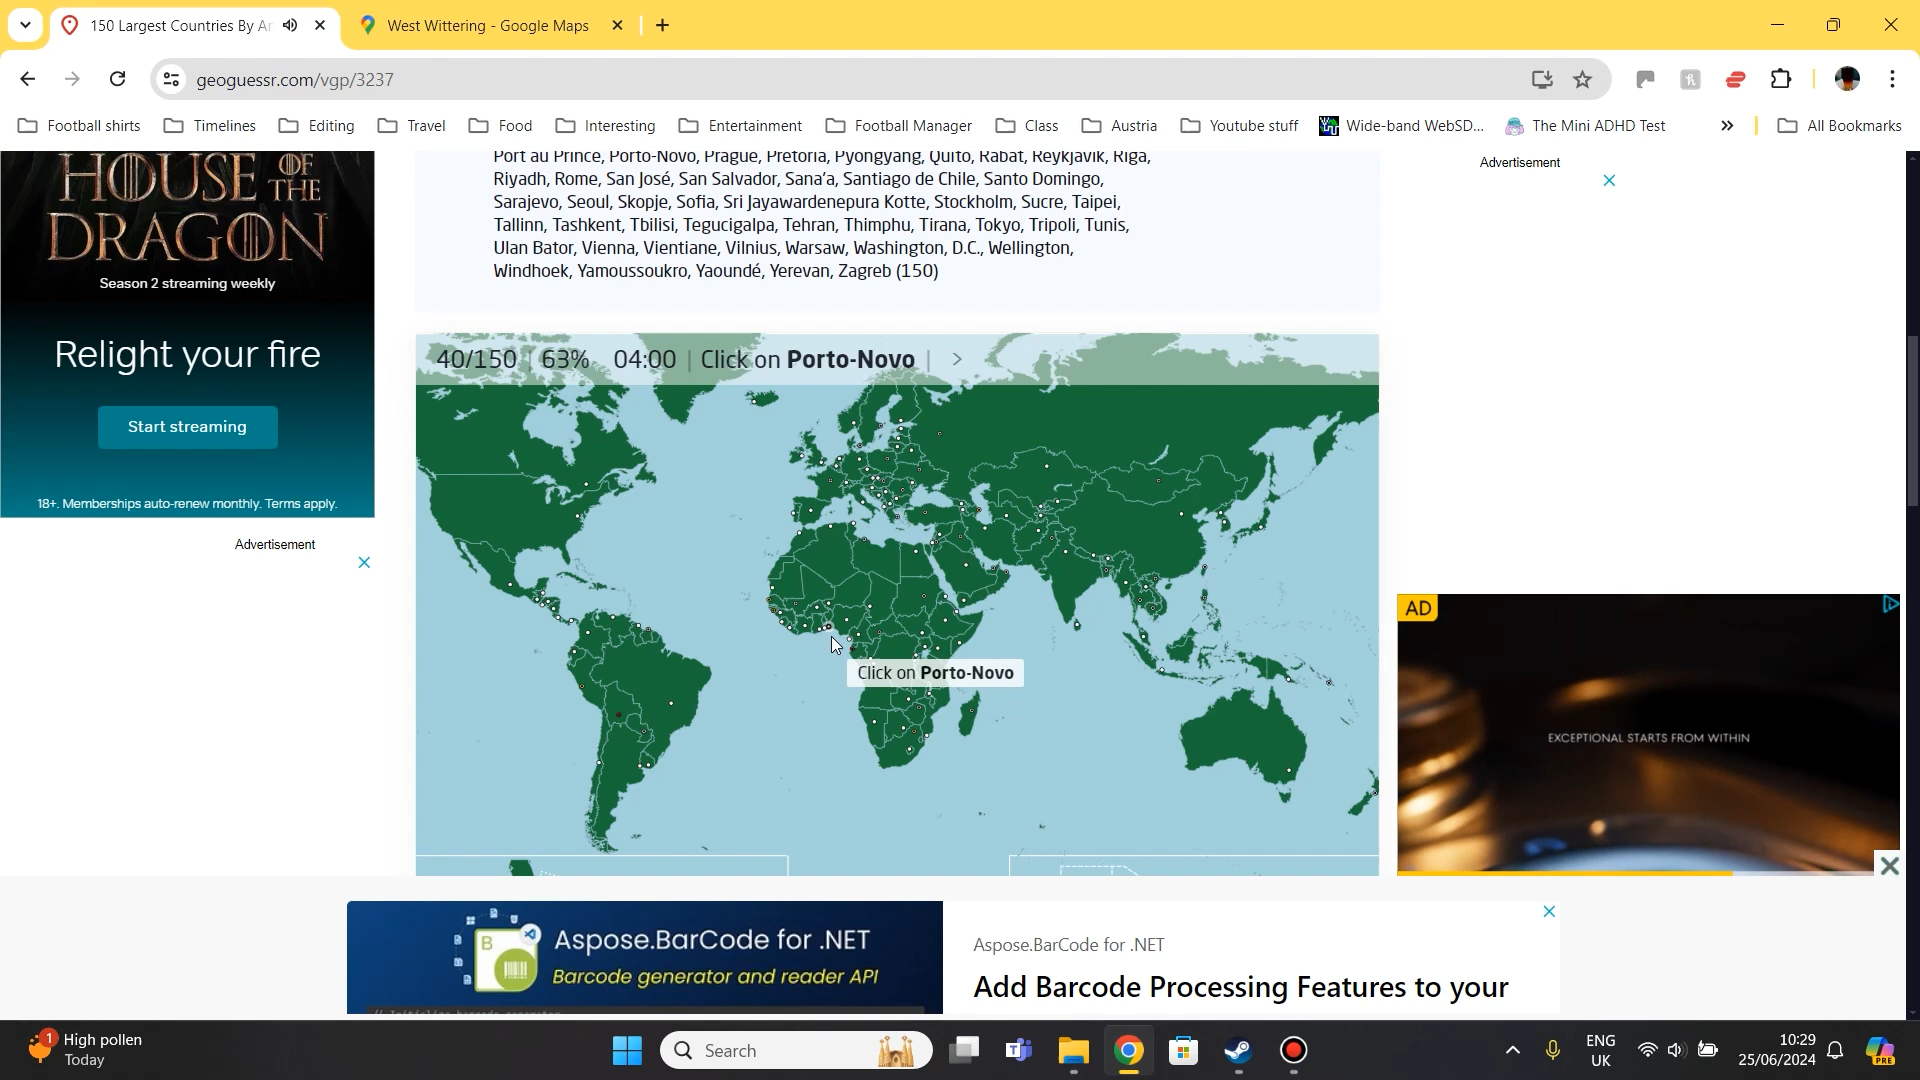 150 Largest Countries By Ar
West Wittering - Google Maps
geoguessr.com/vgp/3237
Football shirts
Timelines
Editing
Travel
Food
Interesting
Entertainment
Football Manager
Class
Austria
Youtube stuff
Wide-band WebSD...
The Mini ADHD Test
All Bookmarks
HOUSE OF THE
DRAGON
Season 2 streaming weekly
Relight your fire
Start streaming
18+. Memberships auto-renew monthly. Terms apply.
Advertisement
Port au Prince, Porto-Novo, Prague, Pretoria, Pyongyang, Quito, Rabat, Reykjavik, Riga,
Riyadh, Rome, San José, San Salvador, Sana'a, Santiago de Chile, Santo Domingo,
Sarajevo, Seoul, Skopje, Sofia, Sri Jayawardenepura Kotte, Stockholm, Sucre, Taipei,
Tallinn, Tashkent, Tbilisi, Tegucigalpa, Tehran, Thimphu, Tirana, Tokyo, Tripoli, Tunis,
Ulan Bator, Vienna, Vientiane, Vilnius, Warsaw, Washington, D.C., Wellington,
Windhoek, Yamoussoukro, Yaoundé, Yerevan, Zagreb (150)
40/150 | 63% 04:00 | Click on Porto-Novo |
Click on Porto-Novo
Advertisement
AD
EXCEPTIONAL STARTS FROM WITHIN
B
Aspose.BarCode for .NET
Barcode generator and reader API
Aspose.BarCode for .NET
Add Barcode Processing Features to your
1
High pollen
Today
Search
ENG
UK
10:29
25/06/2024
PRE